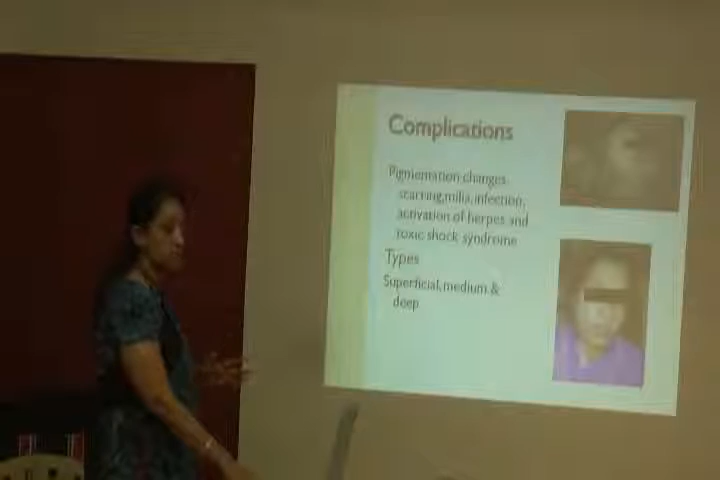 Complications
Pigmentation changes,
scarring,milia,infection,
activation of herpes and
toxic shock syndrome
Types
Superficial,medium &
deep